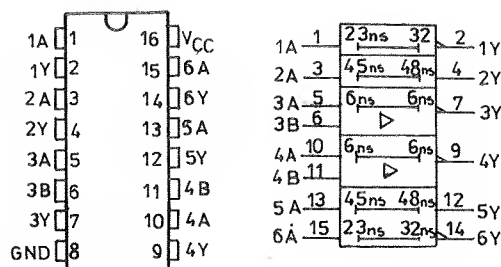 1A 1 16 VCC
1Y 2 15 6A
2A 3 14 6Y
2Y 4 13 5A
3A 5 12 5Y
3B 6 11 4B
3Y 7 10 4A
GND 8 9 4Y
1A 1 23ns 32 2 1Y
2A 3 45ns 48ns 4 2Y
3A 5 6ns 6ns 7 3Y
3B 6
4A 10 6ns 6ns 9 4Y
4B 11
5A 13 45ns 48ns 12 5Y
6A 15 23ns 32ns 14 6Y